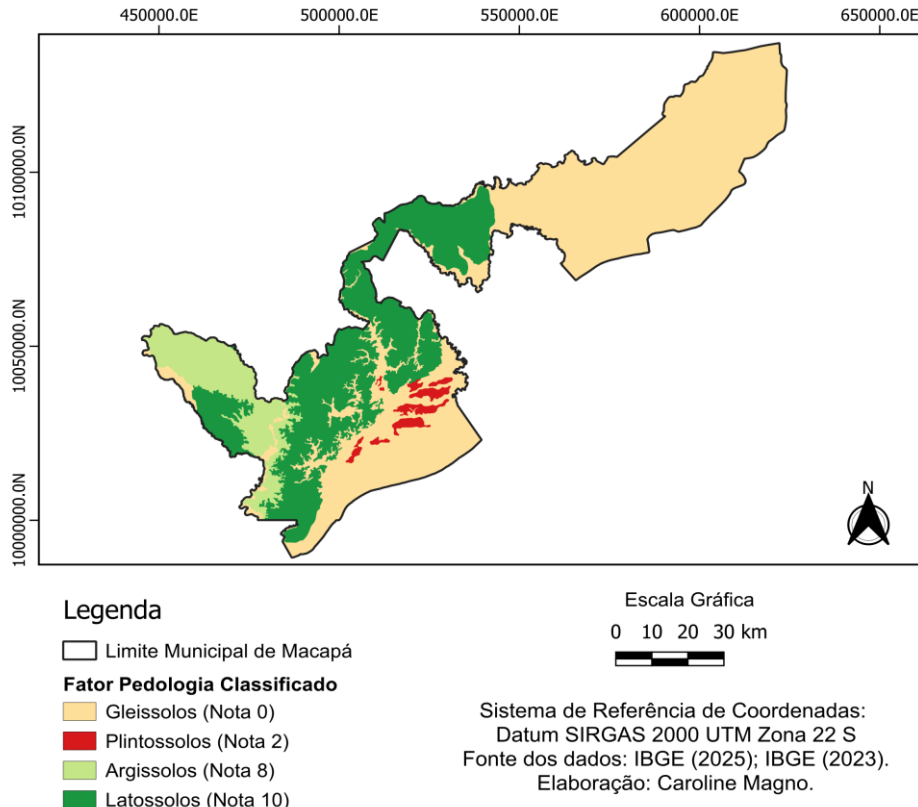 450000.0E 500000.0E 550000.0E 600000.0E 650000.0E
10100000.0N
10050000.0N
10000000.0N
N
Legenda
Limite Municipal de Macapá
Fator Pedologia Classificado
Gleissolos (Nota 0)
Plintossolos (Nota 2)
Argissolos (Nota 8)
Latossolos (Nota 10)
Escala Gráfica
0 10 20 30 km
Sistema de Referência de Coordenadas:
Datum SIRGAS 2000 UTM Zona 22 S
Fonte dos dados: IBGE (2025); IBGE (2023).
Elaboração: Caroline Magno.